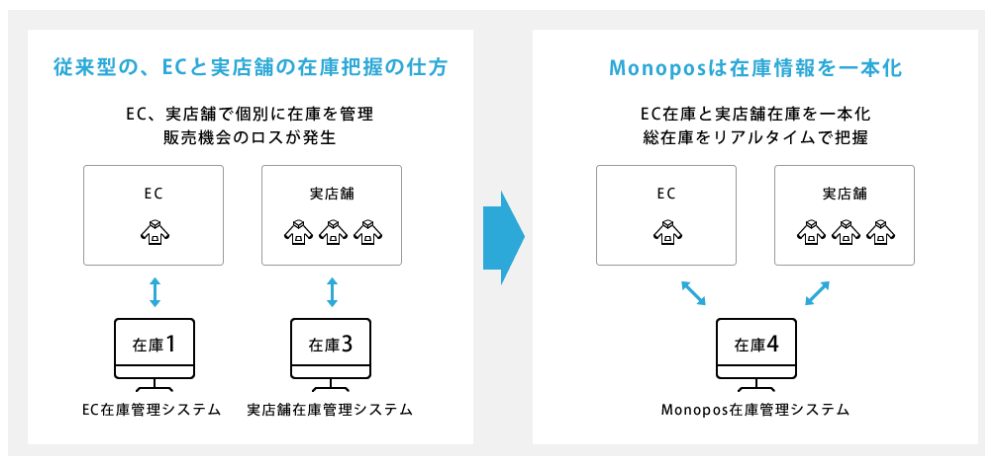 従来型の、ECと実店舗の在庫把握の仕方
EC、実店舗で個別に在庫を管理
販売機会のロスが発生
EC
実店舗
在庫1
在庫3
EC在庫管理システム
実店舗在庫管理システム
Monoposは在庫情報を一本化
EC在庫と実店舗在庫を一本化
総在庫をリアルタイムで把握
EC
実店舗
在庫4
Monopos在庫管理システム